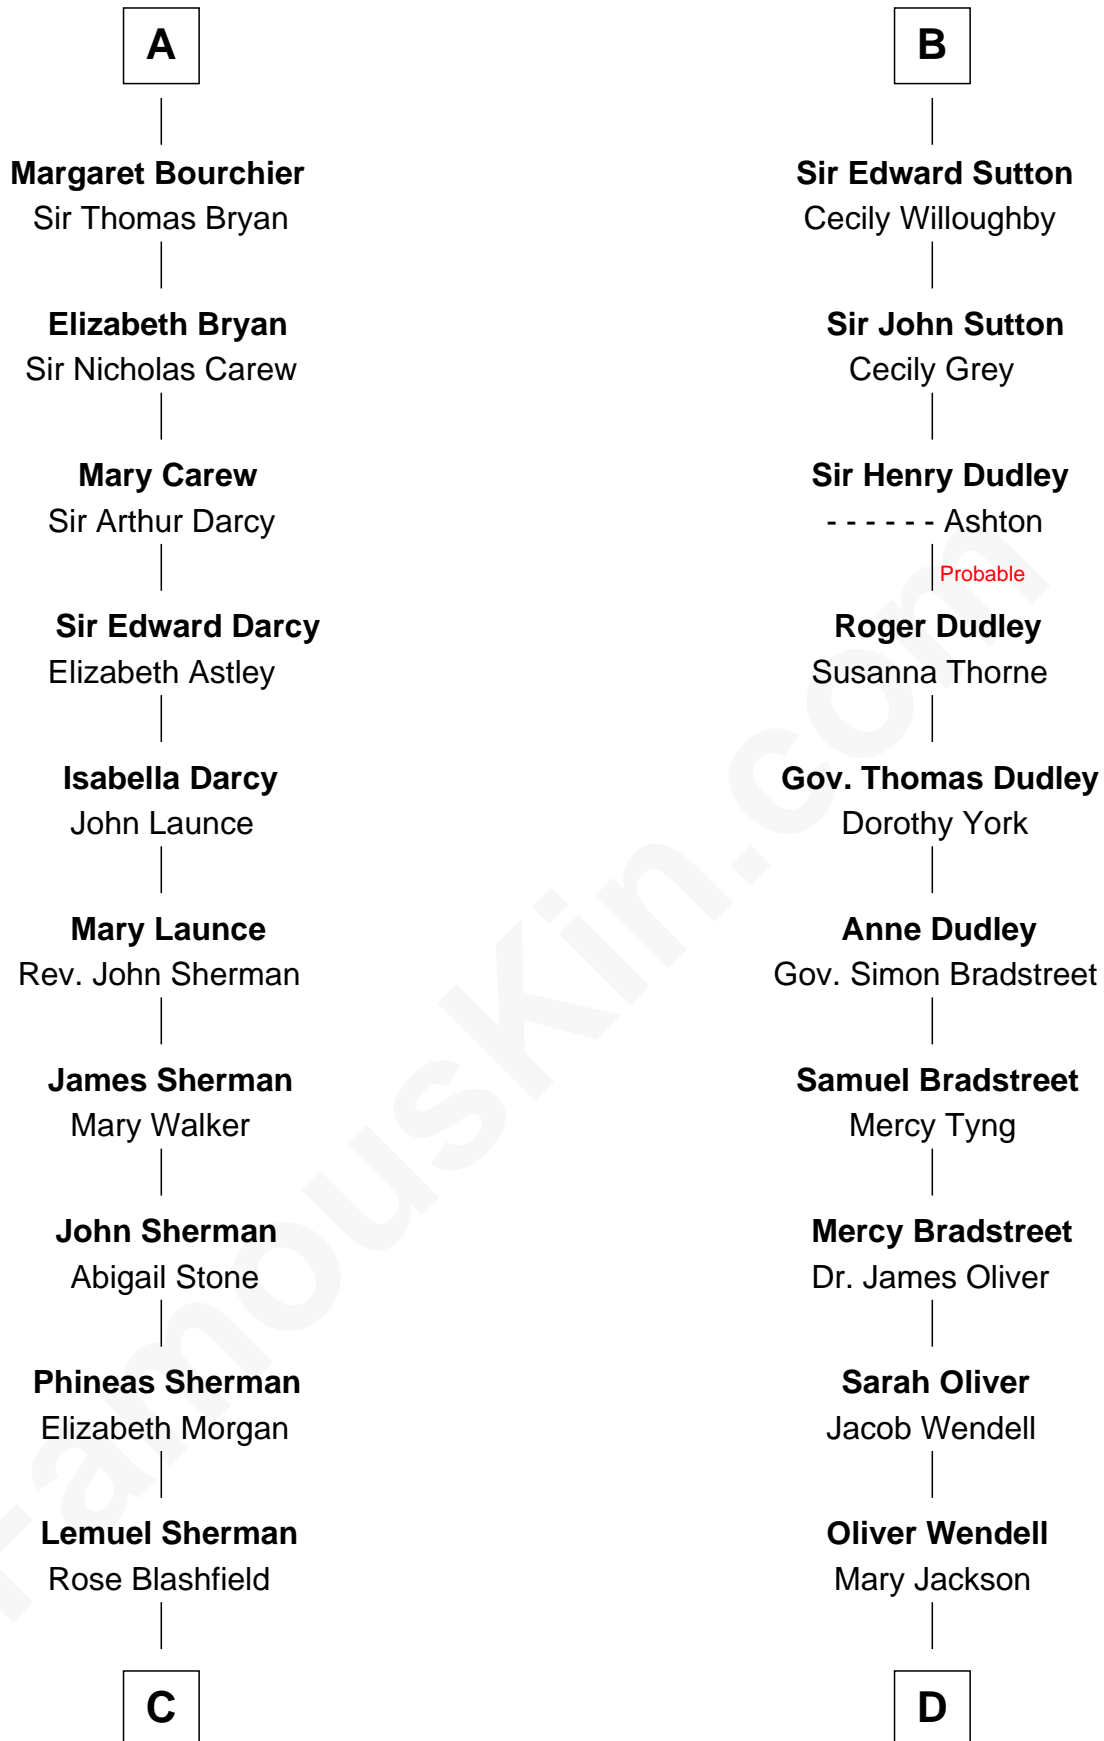 A
Margaret Bourchier
Sir Thomas Bryan
Elizabeth Bryan
Sir Nicholas Carew
Mary Carew
Sir Arthur Darcy
Sir Edward Darcy
Elizabeth Astley
Isabella Darcy
John Launce
Mary Launce
Rev. John Sherman
James Sherman
Mary Walker
John Sherman
Abigail Stone
Phineas Sherman
Elizabeth Morgan
Lemuel Sherman
Rose Blashfield
C
B
Sir Edward Sutton
Cecily Willoughby
Sir John Sutton
Cecily Grey
Sir Henry Dudley
- - - - - - Ashton
Probable
Roger Dudley
Susanna Thorne
Gov. Thomas Dudley
Dorothy York
Anne Dudley
Gov. Simon Bradstreet
Samuel Bradstreet
Mercy Tyng
Mercy Bradstreet
Dr. James Oliver
Sarah Oliver
Jacob Wendell
Oliver Wendell
Mary Jackson
D
FamousKin.com